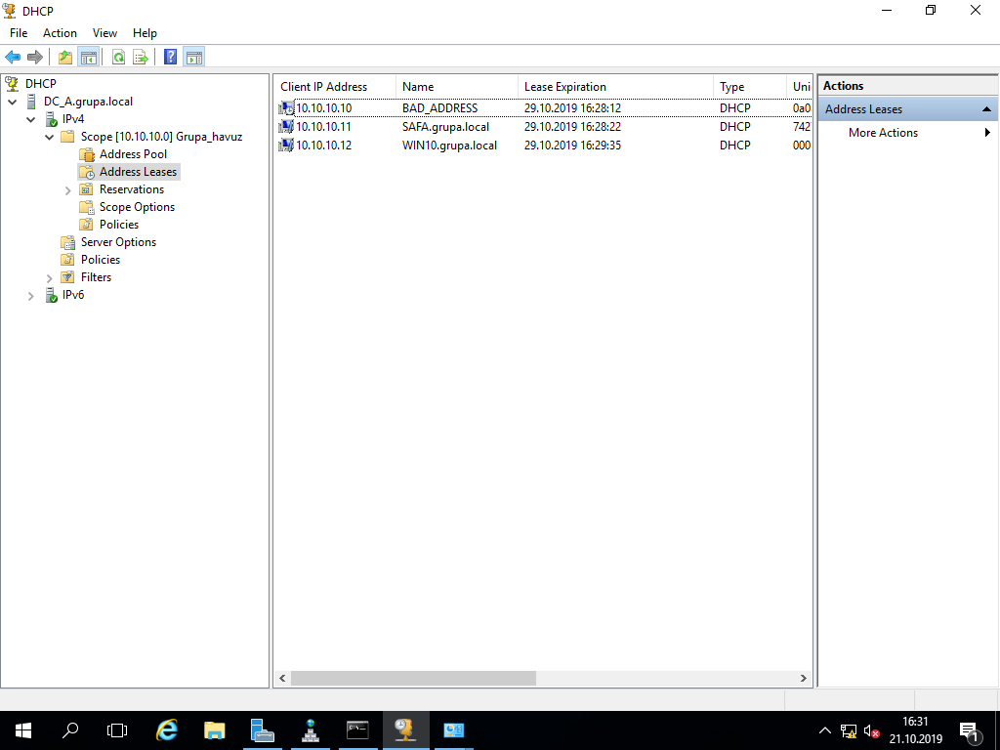 DHCP
File Action View Help
DHCP
DC_A.grupa.local
IPv4
Scope [10.10.10.0] Grupa_havuz
Address Pool
Address Leases
Reservations
Scope Options
Policies
Server Options
Policies
Filters
IPv6
Client IP Address Name Lease Expiration Type Uni
10.10.10.10 BAD_ADDRESS 29.10.2019 16:28:12 DHCP 0a0
10.10.10.11 SAFA.grupa.local 29.10.2019 16:28:22 DHCP 742
10.10.10.12 WIN10.grupa.local 29.10.2019 16:29:35 DHCP 000
Actions
Address Leases
More Actions
16:31
21.10.2019
1